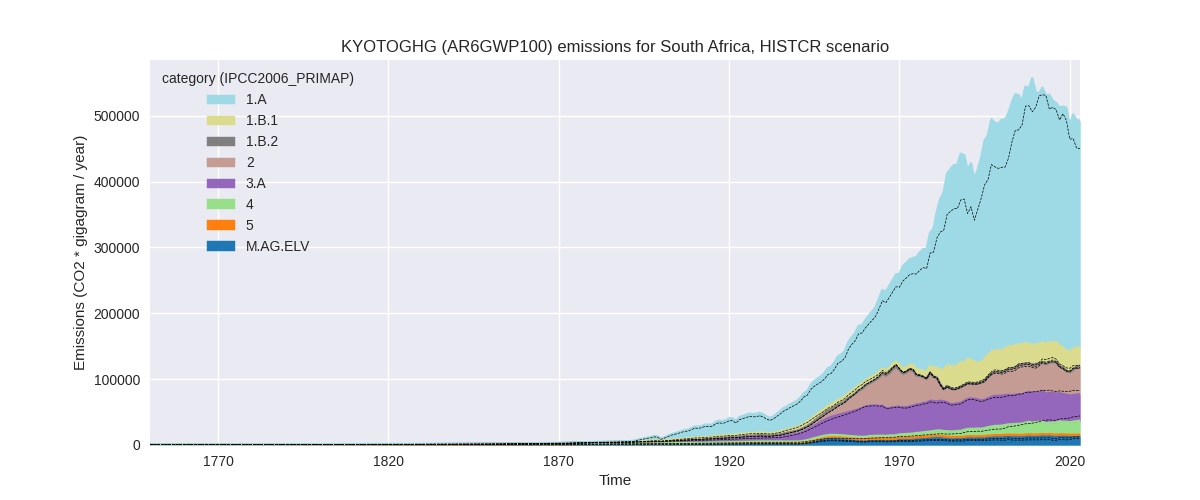 KYOTOGHG (AR6GWP100) emissions for South Africa, HISTCR scenario
category (IPCC2006_PRIMAP)
1.A
1.B.1
1.B.2
2
3.A
4
5
M.AG.ELV
Emissions (CO2 * gigagram / year)
500000
400000
300000
200000
100000
0
1770
1820
1870
1920
1970
2020
Time